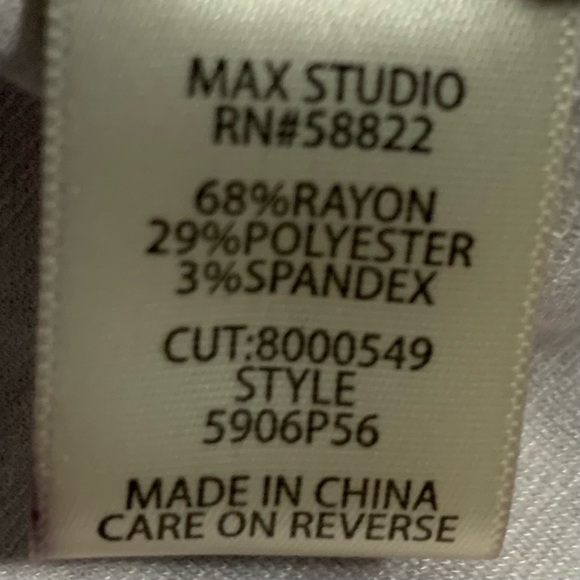 MAX STUDIO
RN#58822
68%RAYON
29%POLYESTER
3%SPANDEX
CUT:8000549
STYLE
5906P56
MADE IN CHINA
CARE ON REVERSE